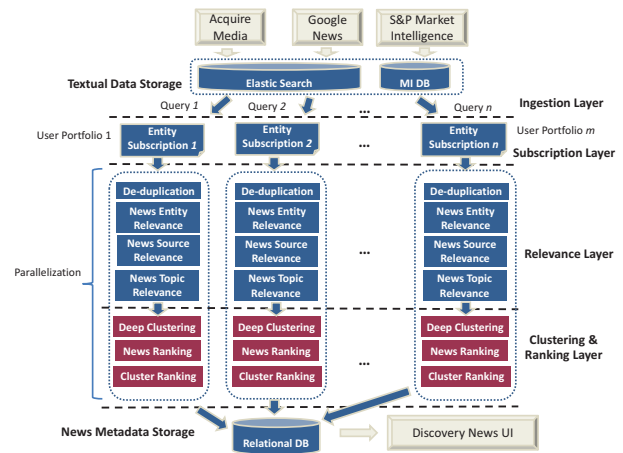 Acquire Media
Google News
S&P Market Intelligence
Textual Data Storage
Elastic Search
MI DB
Query 1
Query 2
...
Query n
Ingestion Layer
User Portfolio 1
Entity Subscription 1
Entity Subscription 2
...
Entity Subscription n
User Portfolio m
Subscription Layer
De-duplication
De-duplication
De-duplication
News Entity Relevance
News Entity Relevance
News Entity Relevance
News Source Relevance
News Source Relevance
...
News Source Relevance
Relevance Layer
Parallelization
News Topic Relevance
News Topic Relevance
News Topic Relevance
Deep Clustering
Deep Clustering
Deep Clustering
Clustering & Ranking Layer
News Ranking
News Ranking
...
News Ranking
Cluster Ranking
Cluster Ranking
Cluster Ranking
News Metadata Storage
Relational DB
Discovery News UI